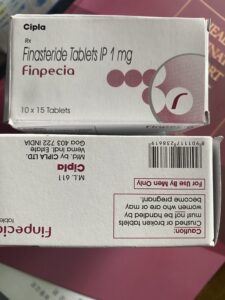 Cipla
Rx
Finasteride Tablets IP 1 mg
Finpecia
10 x 15 Tablets
M.L. 611
Mfd. by CIPLA LTD.
Verna Indl. Estate
Goa 403 722 INDIA
Cipla
For Use By Men Only
Caution:
Crushed or broken tablets
must not be handled by
women who are or may
become pregnant.
Finpecia